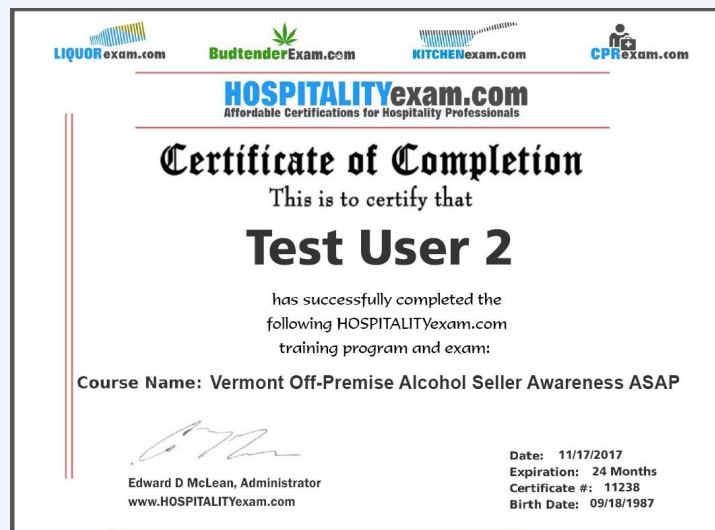 LIQUORexam.com BudtenderExam.com KITCHENexam.com CPRexam.com
HOSPITALITYexam.com
Affordable Certifications for Hospitality Professionals
Certificate of Completion
This is to certify that
Test User 2
has successfully completed the
following HOSPITALITYexam.com
training program and exam:
Course Name: Vermont Off-Premise Alcohol Seller Awareness ASAP
Edward D McLean, Administrator
www.HOSPITALITYexam.com
Date: 11/17/2017
Expiration: 24 Months
Certificate #: 11238
Birth Date: 09/18/1987